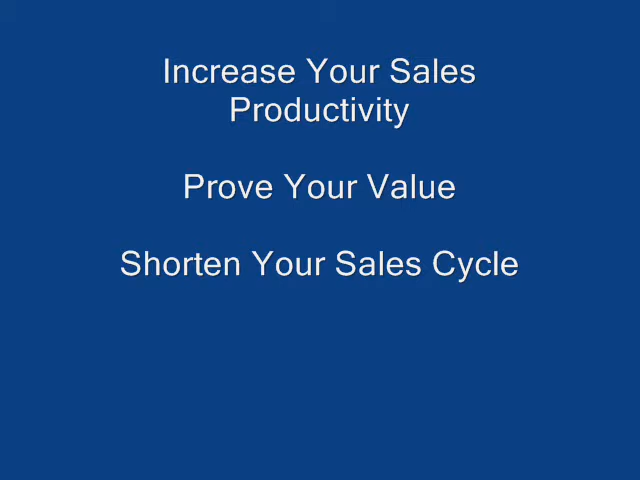 Increase Your Sales
Productivity
Prove Your Value
Shorten Your Sales Cycle